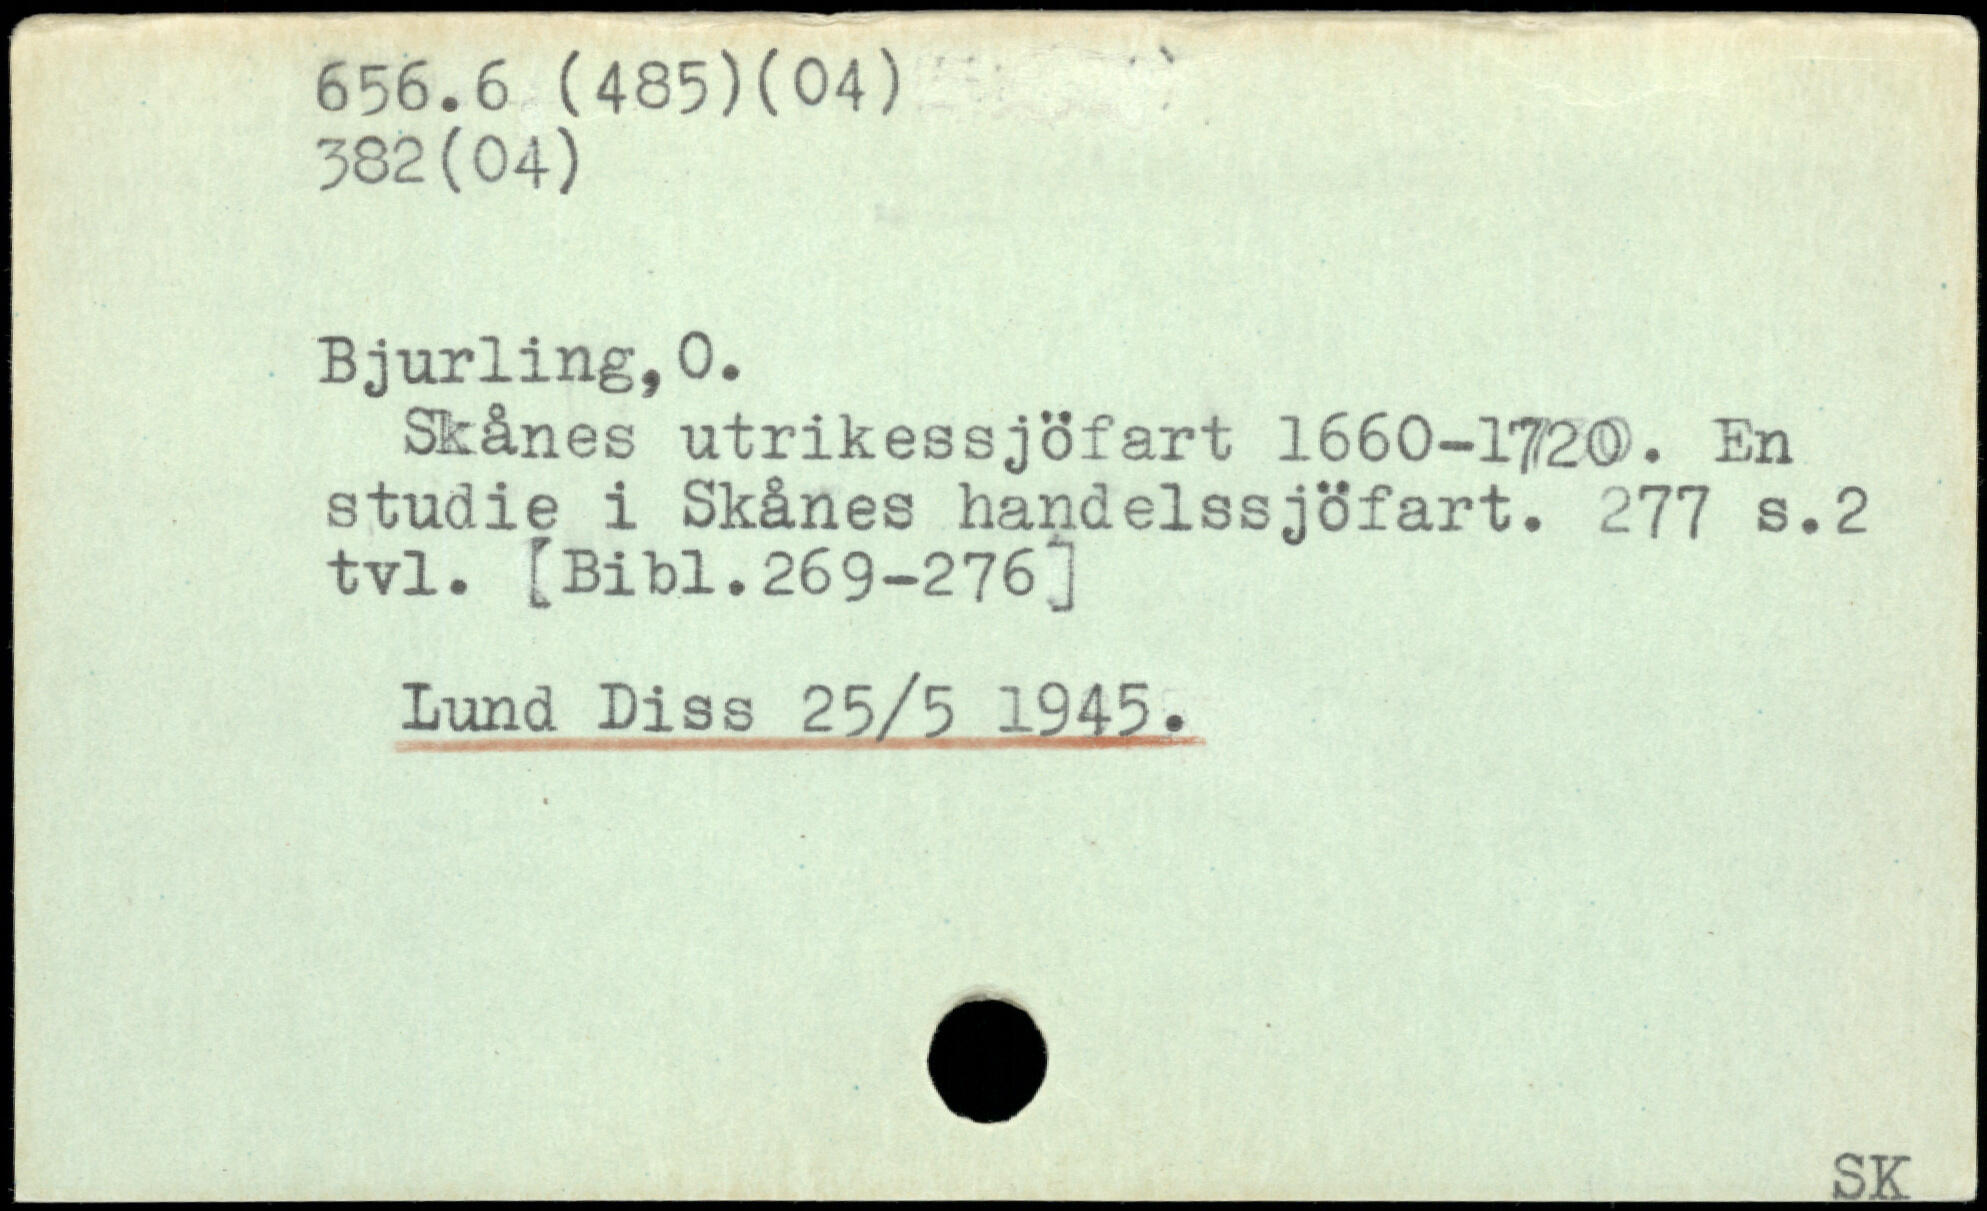 656.6 (485)(04)
382(04)
Bjurling,O.
Skånes utrikessjöfart 1660-1720. En
studie i Skånes handelssjöfart. 277 s.2
tvl. [Bibl.269-276]
Lund Diss 25/5 1945.
SK